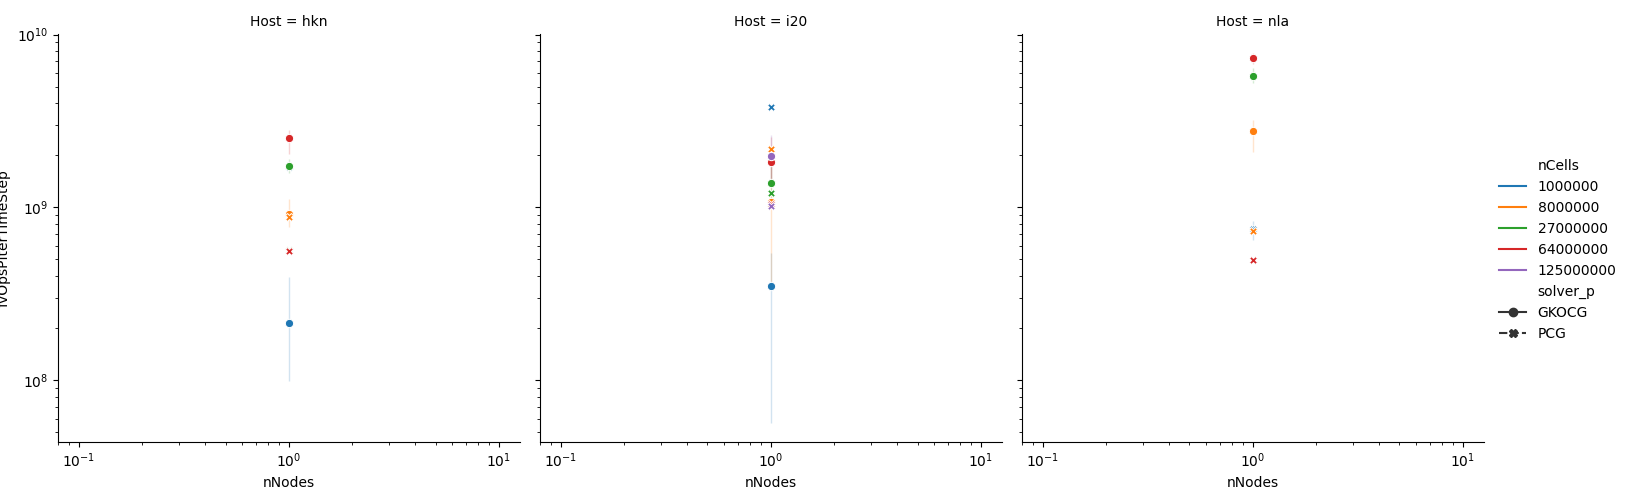 Host = hkn
Host = i20
Host = nla
10^10
10^9
10^8
10^-1
10^0
10^1
nNodes
10^-1
10^0
10^1
nNodes
10^-1
10^0
10^1
nNodes
nCells
1000000
8000000
27000000
64000000
125000000
solver_p
GKOCG
PCG